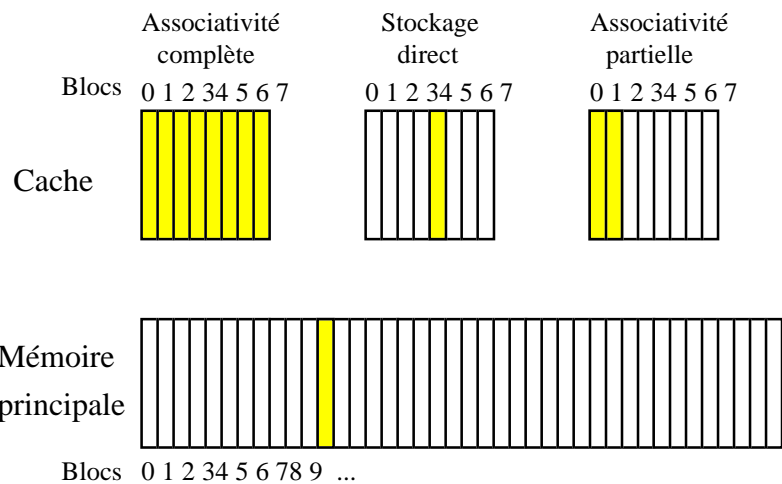 Associativité
complète
Stockage
direct
Associativité
partielle
Blocs 0 1 2 34 5 6 7 0 1 2 34 5 6 7 0 1 2 34 5 6 7
Cache
Mémoire
principale
Blocs 0 1 2 34 5 6 78 9 ...